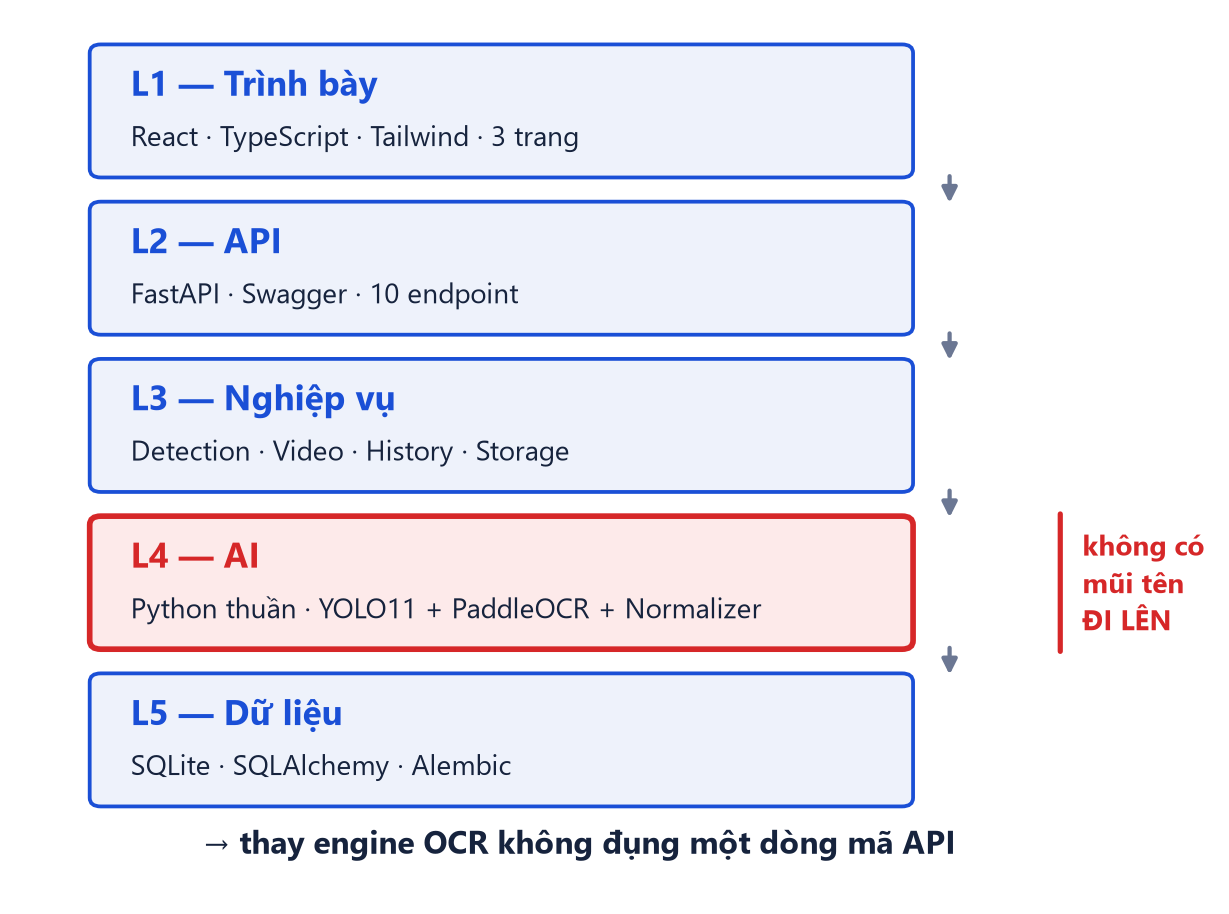 L1 — Trình bày
React · TypeScript · Tailwind · 3 trang
L2 — API
FastAPI · Swagger · 10 endpoint
L3 — Nghiệp vụ
Detection · Video · History · Storage
L4 — AI
Python thuần · YOLO11 + PaddleOCR + Normalizer
không có
mũi tên
ĐI LÊN
L5 — Dữ liệu
SQLite · SQLAlchemy · Alembic
→ thay engine OCR không đụng một dòng mã API